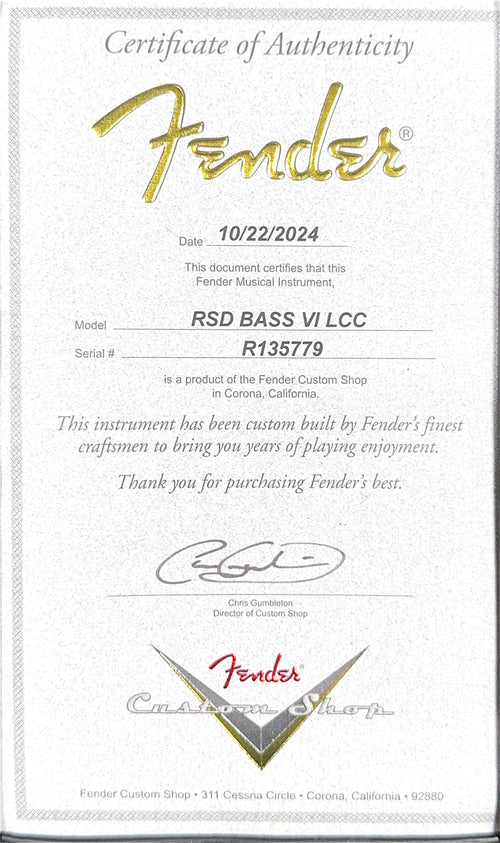 Certificate of Authenticity
Fender®
Date 10/22/2024
This document certifies that this
Fender Musical Instrument,
Model RSD BASS VI LCC
Serial # R135779
is a product of the Fender Custom Shop
in Corona, California.
This instrument has been custom built by Fender's finest
craftsmen to bring you years of playing enjoyment.
Thank you for purchasing Fender's best.
Chris Gumbleton
Director of Custom Shop
Fender®
Custom Shop
Fender Custom Shop • 311 Cessna Circle • Corona, California • 92880